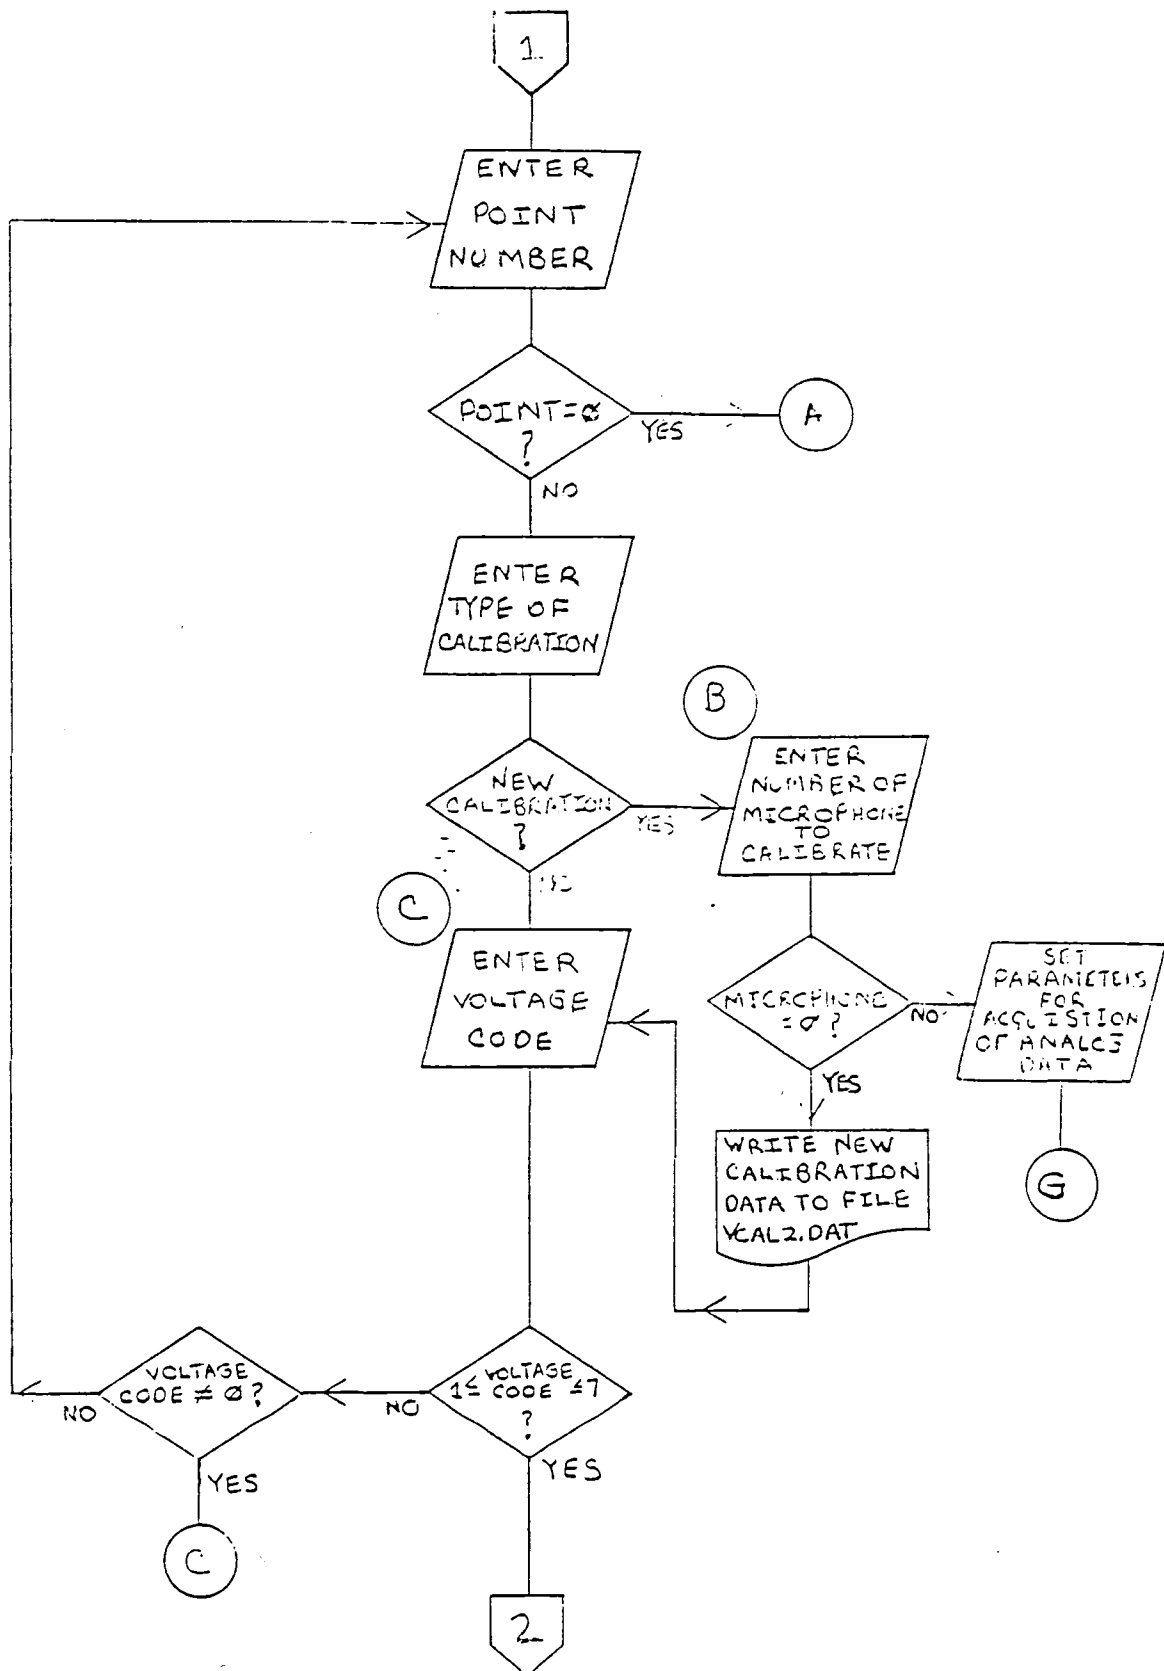 1
ENTER
POINT
NUMBER
POINT=Ø
?
YES
A
NO
ENTER
TYPE OF
CALIBRATION
B
NEW
CALIBRATION
?
YES
ENTER
NUMBER OF
MICROPHONE
TO
CALIBRATE
NO
C
ENTER
VOLTAGE
CODE
MICROPHONE
=Ø?
NO
SET
PARAMETERS
FOR
ACQUISTION
OF ANALOG
DATA
YES
WRITE NEW
CALIBRATION
DATA TO FILE
VCAL2.DAT
G
VOLTAGE
CODE ≠ Ø?
NO
1≤ VOLTAGE
CODE ≤7
?
NO
YES
YES
C
2